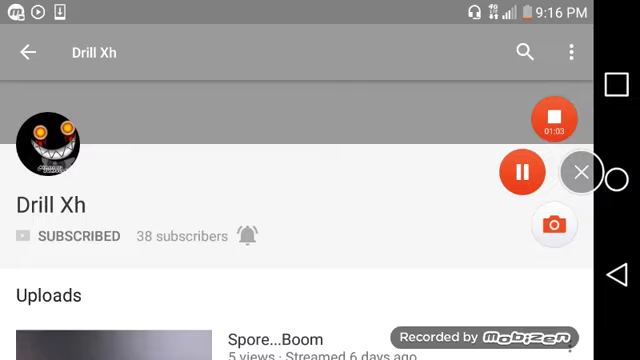 9:16 PM
Drill Xh
01:03
Drill Xh
SUBSCRIBED 38 subscribers
Uploads
Spore...Boom
5 views · Streamed 6 days ago
Recorded by mobizen